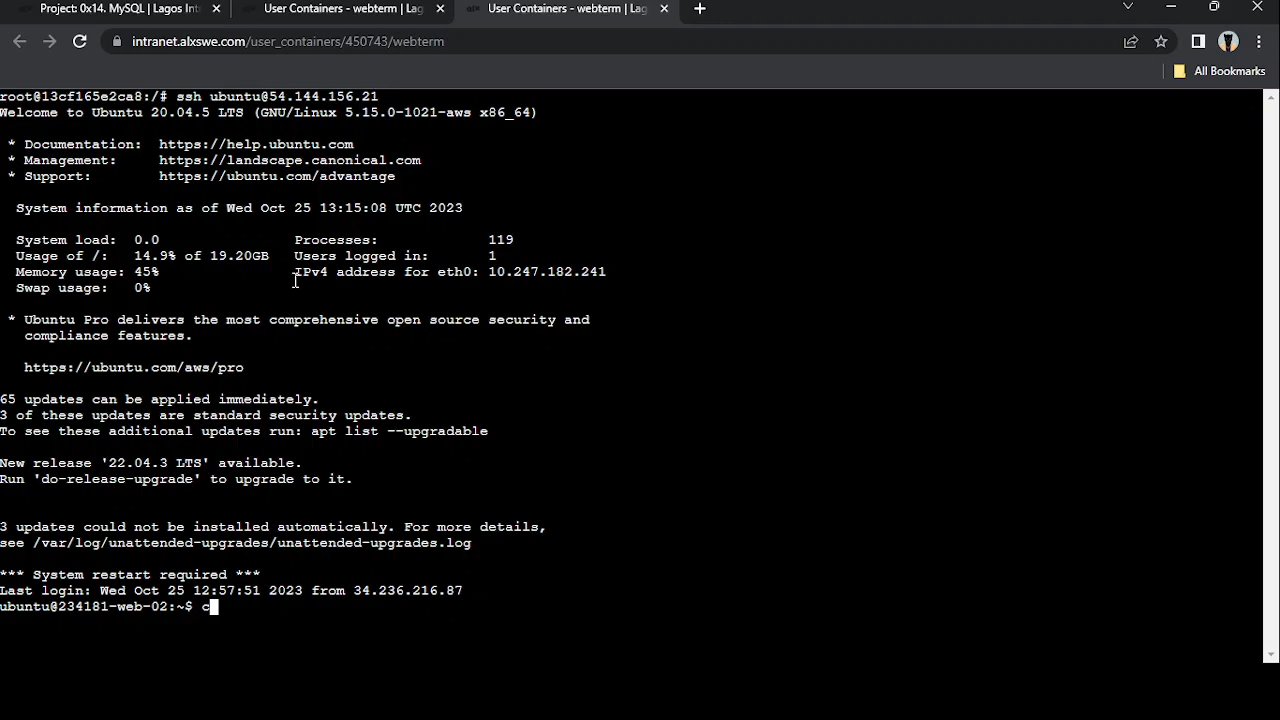 Project: 0x14. MySQL | Lagos Int
User Containers - webterm | Lag
User Containers - webterm | Lag
intranet.alxswe.com/user_containers/450743/webterm
All Bookmarks
root@13cf165e2ca8:/# ssh ubuntu@54.144.156.21
Welcome to Ubuntu 20.04.5 LTS (GNU/Linux 5.15.0-1021-aws x86_64)
* Documentation:  https://help.ubuntu.com
* Management:     https://landscape.canonical.com
* Support:        https://ubuntu.com/advantage
System information as of Wed Oct 25 13:15:08 UTC 2023
System load:  0.0                Processes:             119
Usage of /:   14.9% of 19.20GB   Users logged in:       1
Memory usage: 45%                IPv4 address for eth0: 10.247.182.241
Swap usage:   0%
* Ubuntu Pro delivers the most comprehensive open source security and
compliance features.
https://ubuntu.com/aws/pro
65 updates can be applied immediately.
3 of these updates are standard security updates.
To see these additional updates run: apt list --upgradable
New release '22.04.3 LTS' available.
Run 'do-release-upgrade' to upgrade to it.
3 updates could not be installed automatically. For more details,
see /var/log/unattended-upgrades/unattended-upgrades.log
*** System restart required ***
Last login: Wed Oct 25 12:57:51 2023 from 34.236.216.87
ubuntu@234181-web-02:~$ c